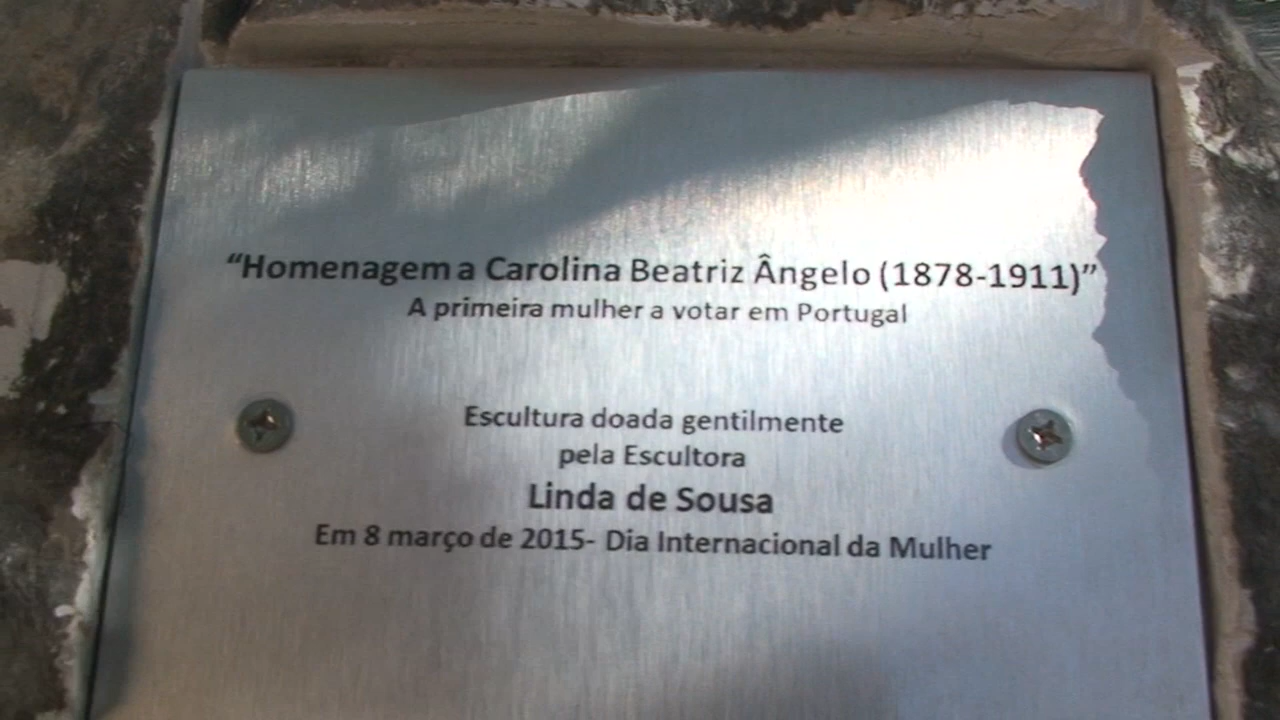 “Homenagem a Carolina Beatriz Ângelo (1878-1911)”
A primeira mulher a votar em Portugal
Escultura doada gentilmente
pela Escultora
Linda de Sousa
Em 8 março de 2015- Dia Internacional da Mulher